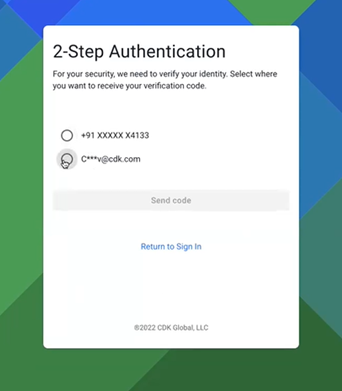 2-Step Authentication
For your security, we need to verify your identity. Select where
you want to receive your verification code.
+91 XXXXX X4133
C***v@cdk.com
Send code
Return to Sign In
©2022 CDK Global, LLC